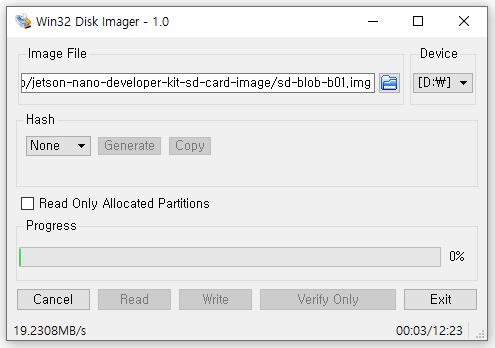 Win32 Disk Imager - 1.0
Image File
Device
o/jetson-nano-developer-kit-sd-card-image/sd-blob-b01.img
[D:₩]
Hash
None
Generate
Copy
Read Only Allocated Partitions
Progress
0%
Cancel
Read
Write
Verify Only
Exit
19.2308MB/s
00:03/12:23